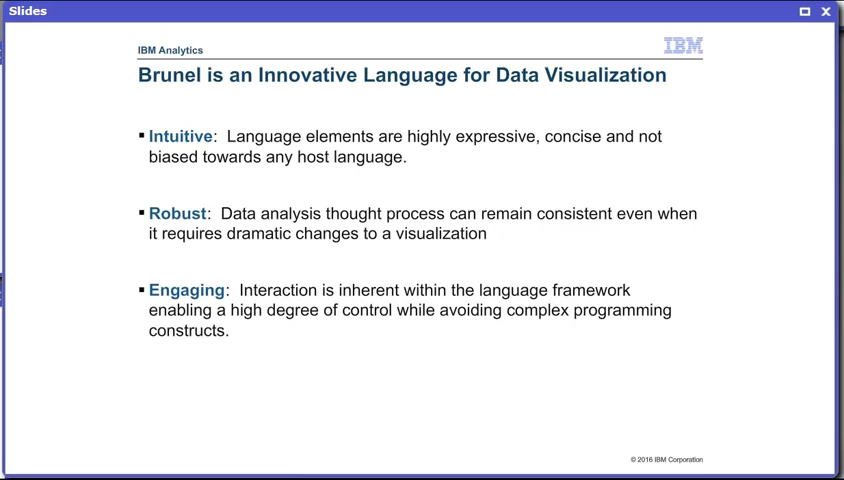 Slides
IBM Analytics
IBM
Brunel is an Innovative Language for Data Visualization
▪ Intuitive:  Language elements are highly expressive, concise and not
biased towards any host language.
▪ Robust:  Data analysis thought process can remain consistent even when
it requires dramatic changes to a visualization
▪ Engaging:  Interaction is inherent within the language framework
enabling a high degree of control while avoiding complex programming
constructs.
© 2016 IBM Corporation